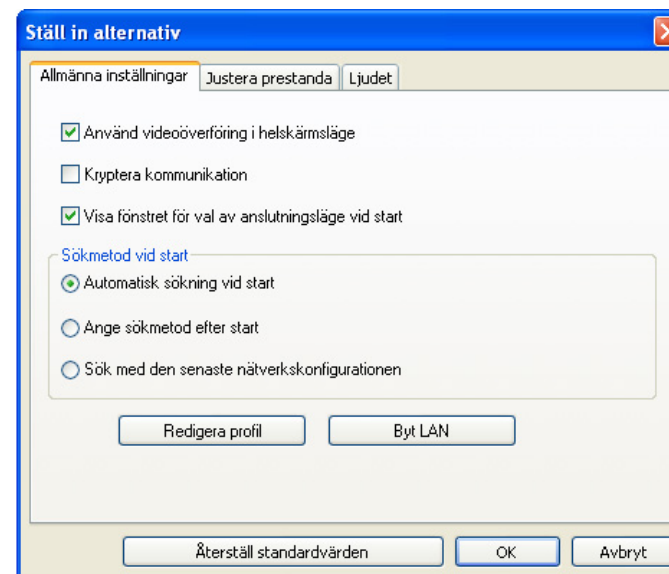 Ställ in alternativ
Allmänna inställningar Justera prestanda Ljudet
Använd videoöverföring i helskärmsläge
Kryptera kommunikation
Visa fönstret för val av anslutningsläge vid start
Sökmetod vid start
Automatisk sökning vid start
Ange sökmetod efter start
Sök med den senaste nätverkskonfigurationen
Redigera profil Byt LAN
Återställ standardvärden OK Avbryt